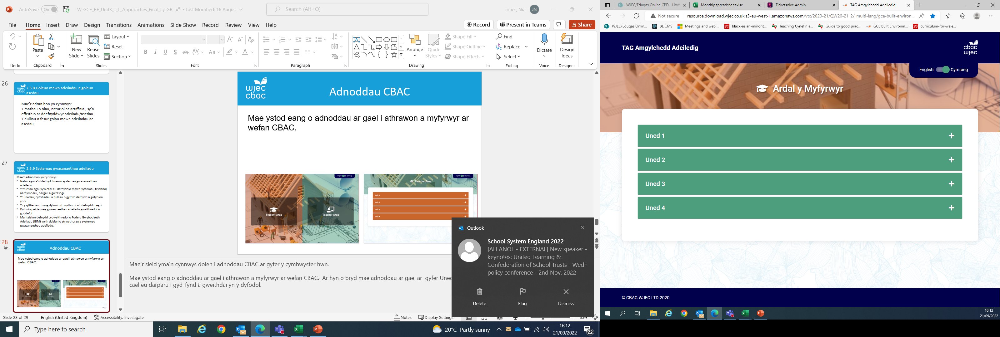 AutoSave On W-GCE_BE_Unit3_T_L_Approaches_Final_cy-GB • Last Modified: 16 August
Search (Alt+Q)
Jones, Nia JN
File Home Insert Draw Design Transitions Animations Slide Show Record Review View Help
Record Present in Teams Share
Paste
New Slide
Reuse Slides
Layout
Reset
Section
Arrange
Quick Styles
Shape Fill
Shape Outline
Shape Effects
Find
Replace
Select
Dictate
Design Ideas
Undo Clipboard Slides Font Paragraph Drawing Editing Voice Designer
26
wjec cbac
2.3.8 Goleuo mewn adeiladau a goleuo
asedau.
Mae'r adran hon yn cynnwys:
Y mathau o olau, naturiol ac artiffisial, sy'n
effeithio ar ddefnyddwyr adeiladu/asedau.
Y dulliau o fesur golau mewn adeiladau ac
asedau.
27
wjec cbac
2.3.9 Systemau gwasanaethau adeiladu
Mae'r adran hon yn cynnwys:
• Natur egni a'i ddefnydd mewn systemau gwasanaethau
adeiladu
• Y ffurfiau egni sy'n cael eu defnyddio mewn systemau trydanol,
aerdymheru, oergell a gwresogi
• Yr unedau, cyfrifiadau a dulliau o gyfrifo defnydd a gofynion
ynni
• Y cysylltiadau rhwng dylunio strwythurol a'r defnydd o egni
• Dylunio peirianneg gwasanaethau adeiladu gweithredol a
goddefol
• Manteision defnydd cydweithredol o Fodelu Gwybodaeth
Adeiladu (BIM) wrth ddylunio strwythurau a systemau
gwasanaethau adeiladu.
28
wjec cbac
Adnoddau CBAC
Mae ystod eang o adnoddau ar gael i athrawon a myfyrwyr ar
wefan CBAC.
wjec
cbac
Adnoddau CBAC
Mae ystod eang o adnoddau ar gael i athrawon a myfyrwyr ar
wefan CBAC.
English Cymraeg
Student Area
Teacher Area
English Cymraeg
Teacher Area
Unit 1
Unit 2
Unit 3
Unit 4
Mae'r sleid yma'n cynnwys dolen i adnoddau CBAC ar gyfer y cymhwyster hwn.
Mae ystod eang o adnoddau ar gael i athrawon a myfyrwyr ar wefan CBAC. Ar hyn o bryd mae adnoddau ar gael ar gyfer Uned
cael eu darparu i gyd-fynd â gweithdai yn y dyfodol.
Outlook
School System England 2022
[ALLANOL - EXTERNAL] New speaker -
keynotes: United Learning &
Confederation of School Trusts - WedF
policy conference - 2nd Nov. 2022
Delete Flag Dismiss
Slide 28 of 29 English (United Kingdom) Accessibility: Investigate Notes Display Settings 65%
Type here to search
20°C Partly sunny
16:12
21/09/2022
22
WJEC/Eduqas Online CPD - Hom
Monthly spreadsheet.xlsx
Ticketsolve Admin
TAG Amgylchedd Adeiledig
Not secure resource.download.wjec.co.uk.s3-eu-west-1.amazonaws.com/vtc/2020-21/QW20-21_2/_multi-lang/gce-built-environ...
WJEC/Eduqas Onlin... BL CMS Meetings and webi... black-asian-minorit... Teaching Cynefin a... Guide to good prac... GCE Built Environm... curriculum-for-wale...
TAG Amgylchedd Adeiledig
cbac
wjec
English Cymraeg
Ardal y Myfyrwyr
Uned 1
Uned 2
Uned 3
Uned 4
© CBAC WJEC LTD 2020
16:12
21/09/2022